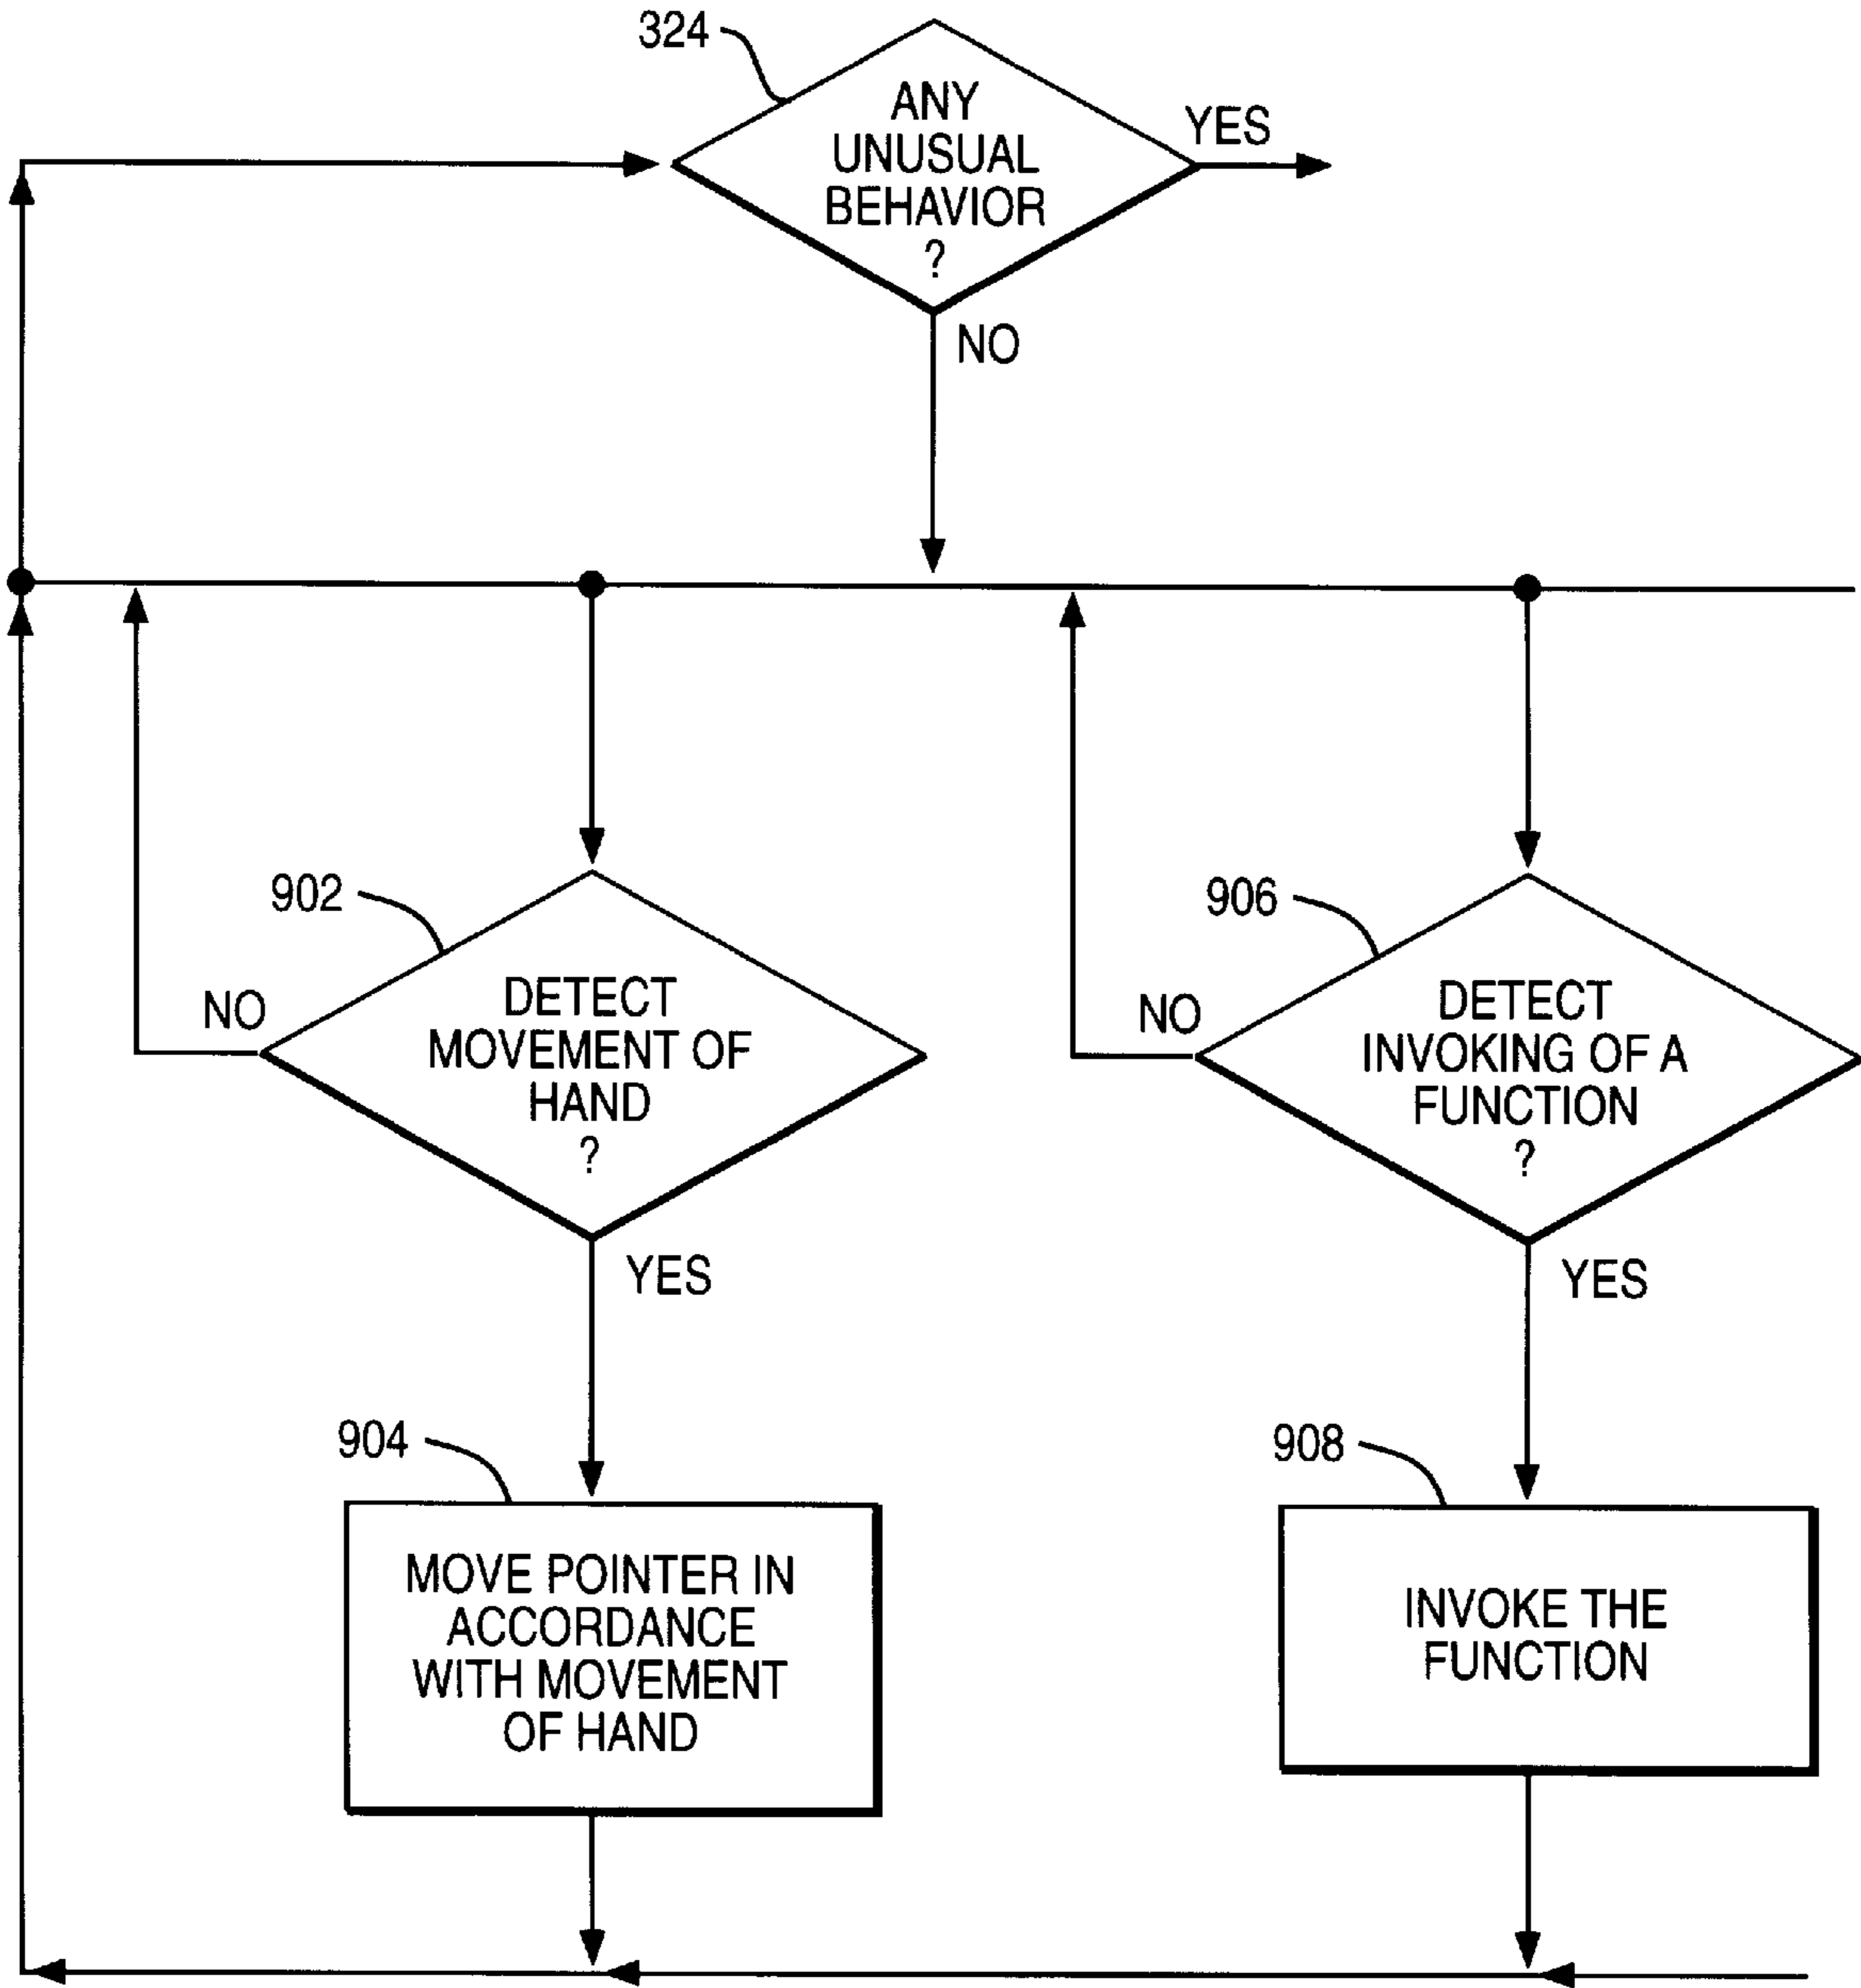 324
ANY
UNUSUAL
BEHAVIOR
?
YES
NO
902
NO
DETECT
MOVEMENT OF
HAND
?
YES
906
NO
DETECT
INVOKING OF A
FUNCTION
?
YES
904
MOVE POINTER IN
ACCORDANCE
WITH MOVEMENT
OF HAND
908
INVOKE THE
FUNCTION